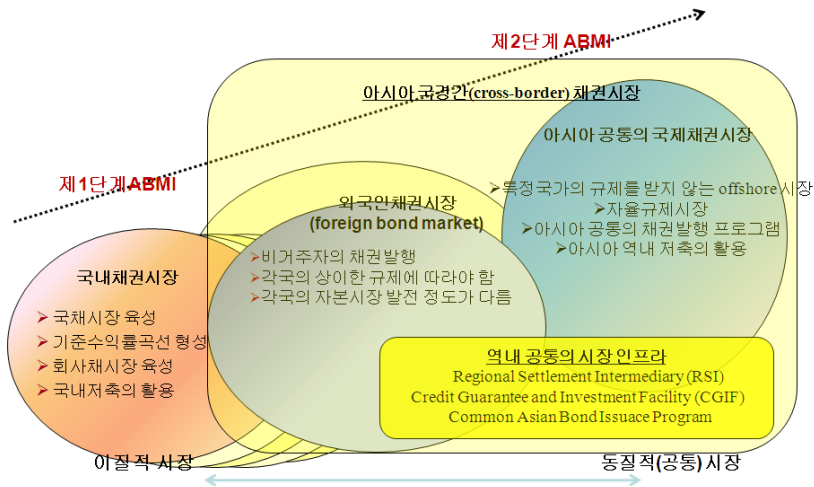 제2단계 ABMI
아시아 국경간(cross-border) 채권시장
아시아 공통의 국제채권시장
제1단계ABMI
➢특정국가의 규제를 받지 않는 offshore 시장
➢자율규제시장
➢아시아 공통의 채권발행 프로그램
➢아시아 역내 저축의 활용
외국인채권시장
(foreign bond market)
➢비거주자의 채권발행
➢각국의 상이한 규제에 따라야 함
➢각국의 자본시장 발전 정도가 다름
국내채권시장
➢ 국채시장 육성
➢ 기준수익률곡선 형성
➢ 회사채시장 육성
➢ 국내저축의 활용
역내 공통의 시장 인프라
Regional Settlement Intermediary (RSI)
Credit Guarantee and Investment Facility (CGIF)
Common Asian Bond Issuace Program
이질적 시장
동질적(공통) 시장